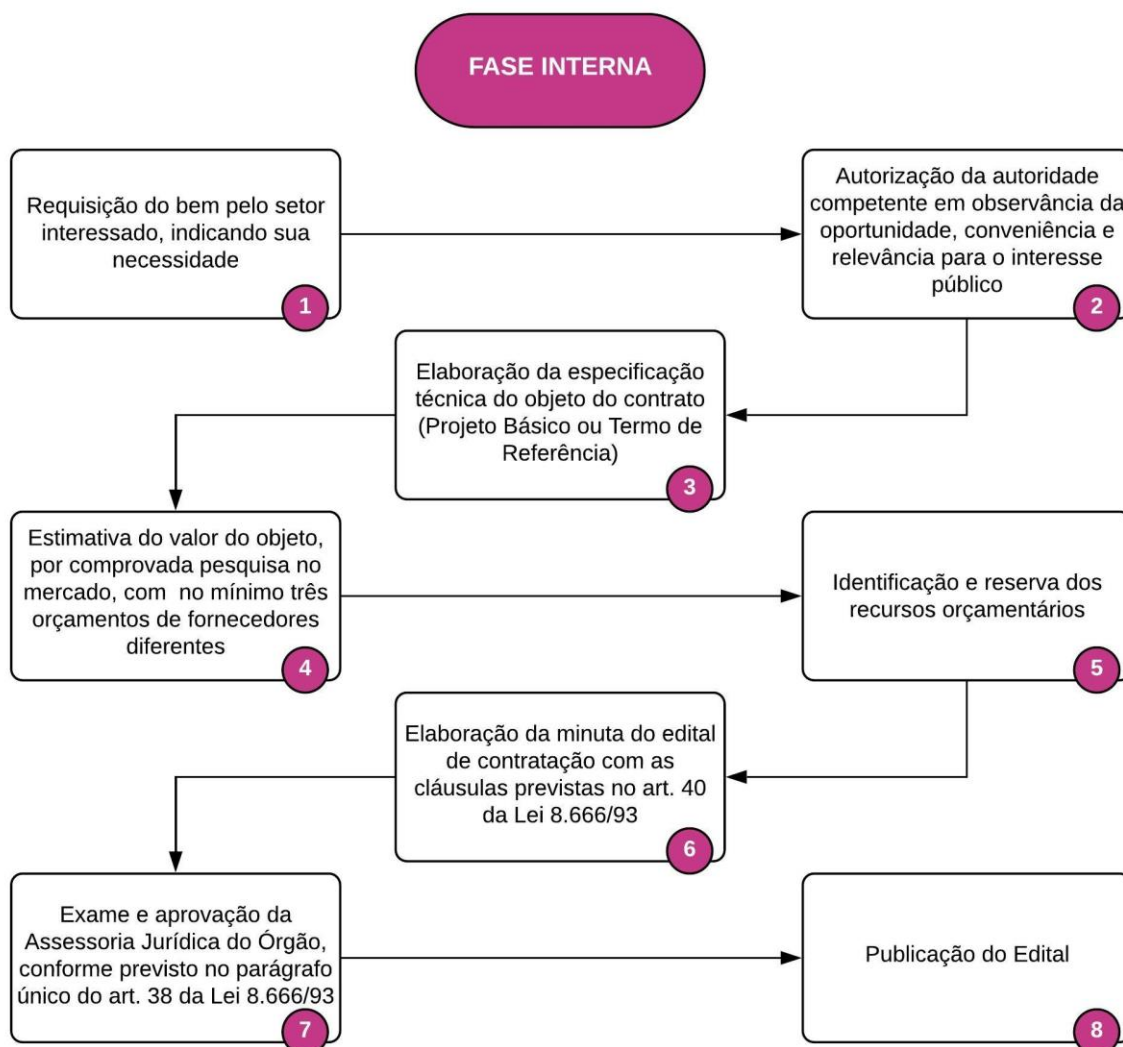 FASE INTERNA
Requisição do bem pelo setor
interessado, indicando sua
necessidade
1
Autorização da autoridade
competente em observância da
oportunidade, conveniência e
relevância para o interesse
público
2
Elaboração da especificação
técnica do objeto do contrato
(Projeto Básico ou Termo de
Referência)
3
Estimativa do valor do objeto,
por comprovada pesquisa no
mercado, com no mínimo três
orçamentos de fornecedores
diferentes
4
Identificação e reserva dos
recursos orçamentários
5
Elaboração da minuta do edital
de contratação com as
cláusulas previstas no art. 40
da Lei 8.666/93
6
Exame e aprovação da
Assessoria Jurídica do Órgão,
conforme previsto no parágrafo
único do art. 38 da Lei 8.666/93
7
Publicação do Edital
8